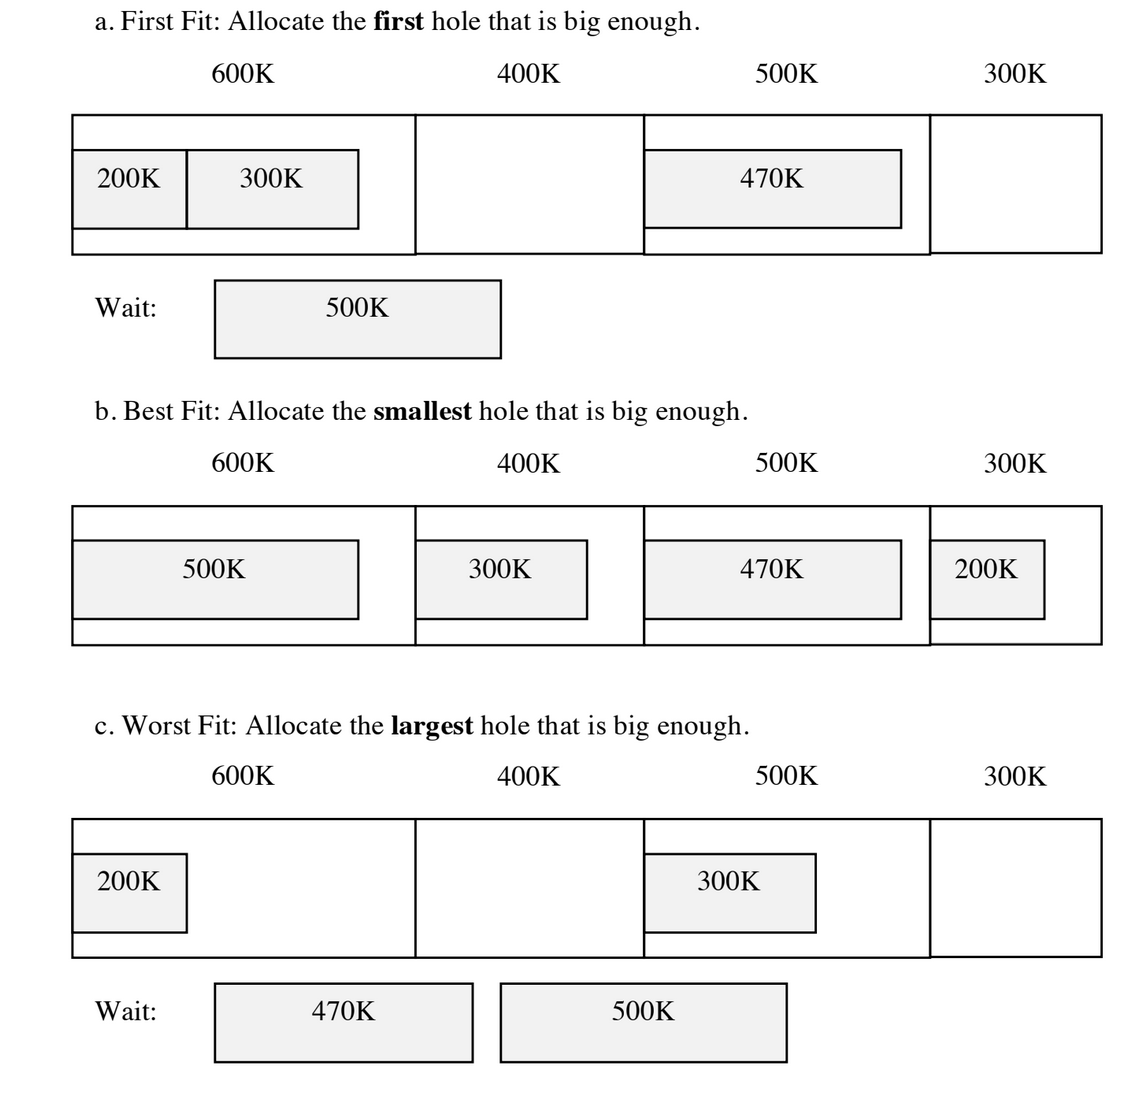 a. First Fit: Allocate the first hole that is big enough.
600K 400K 500K 300K
200K 300K 470K
Wait: 500K
b. Best Fit: Allocate the smallest hole that is big enough.
600K 400K 500K 300K
500K 300K 470K 200K
c. Worst Fit: Allocate the largest hole that is big enough.
600K 400K 500K 300K
200K 300K
Wait: 470K 500K